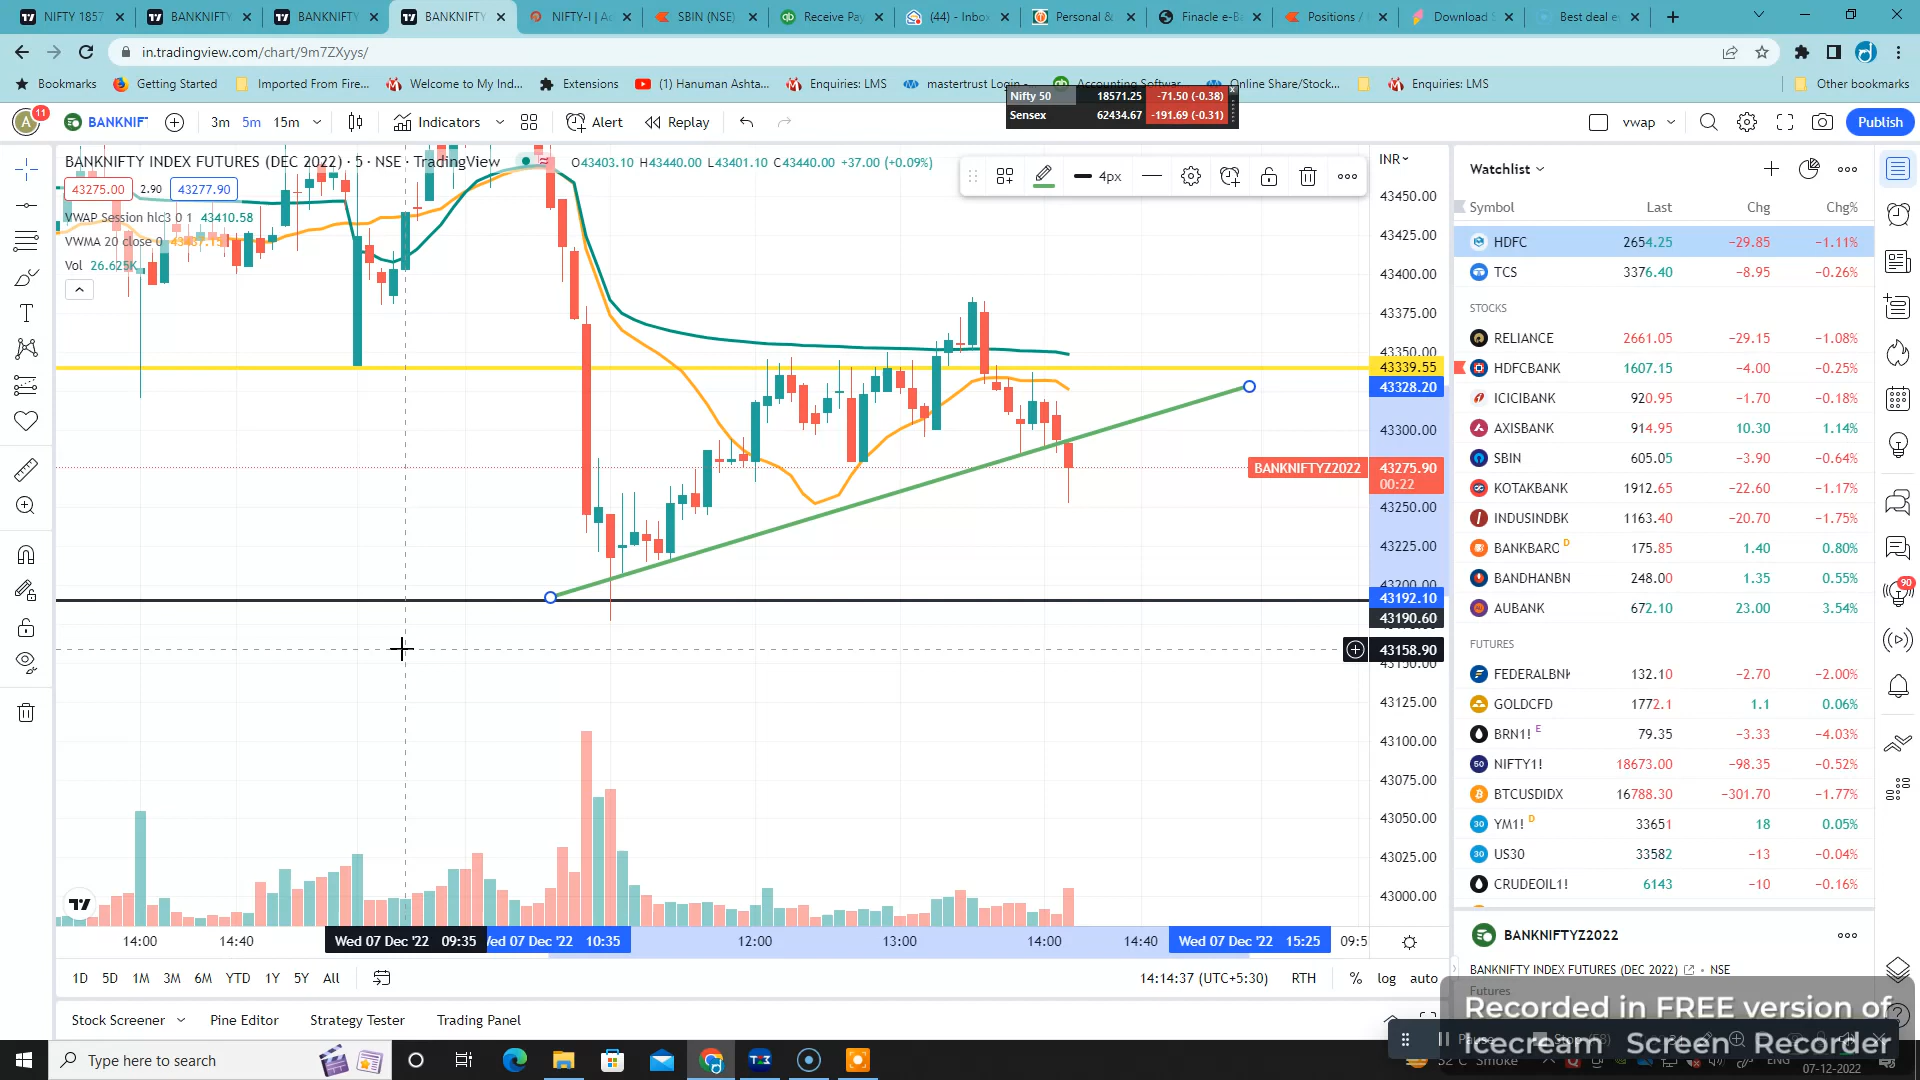 NIFTY 1857
BANKNIFTY
BANKNIFTY
BANKNIFTY
NIFTY-I | Ac
SBIN (NSE)
Receive Pay
(44) - Inbox
Personal &
Finacle e-B
Positions /
Download S
Best deal e
in.tradingview.com/chart/9m7ZXyys/
Bookmarks
Getting Started
Imported From Fire...
Welcome to My Ind...
Extensions
(1) Hanuman Ashta...
Enquiries: LMS
mastertrust Login -
Accounting Softwar
Online Share/Stock...
Enquiries: LMS
Other bookmarks
Nifty 50 18571.25 -71.50 (-0.38)
Sensex 62434.67 -191.69 (-0.31)
A 11
BANKNIF
3m 5m 15m
Indicators
Alert
Replay
vwap
Publish
BANKNIFTY INDEX FUTURES (DEC 2022) · 5 · NSE · TradingView
O43403.10 H43440.00 L43401.10 C43440.00 +37.00 (+0.09%)
43275.00 2.90 43277.90
VWAP Session hlc3 0 1 43410.58
VWMA 20 close 0 43437.15
Vol 26.625K
4px
INR
43450.00
43425.00
43400.00
43375.00
43350.00
43339.55
43328.20
43300.00
BANKNIFTYZ2022 43275.90
00:22
43250.00
43225.00
43200.00
43192.10
43190.60
43158.90
43150.00
43125.00
43100.00
43075.00
43050.00
43025.00
43000.00
14:00 14:40 Wed 07 Dec '22 09:35 Wed 07 Dec '22 10:35 12:00 13:00 14:00 14:40 Wed 07 Dec '22 15:25 09:5
1D 5D 1M 3M 6M YTD 1Y 5Y All
14:14:37 (UTC+5:30) RTH % log auto
Stock Screener
Pine Editor
Strategy Tester
Trading Panel
Watchlist
Symbol Last Chg Chg%
HDFC 2654.25 −29.85 −1.11%
TCS 3376.40 −8.95 −0.26%
STOCKS
RELIANCE 2661.05 −29.15 −1.08%
HDFCBANK 1607.15 −4.00 −0.25%
ICICIBANK 920.95 −1.70 −0.18%
AXISBANK 914.95 10.30 1.14%
SBIN 605.05 −3.90 −0.64%
KOTAKBANK 1912.65 −22.60 −1.17%
INDUSINDBK 1163.40 −20.70 −1.75%
BANKBARO D 175.85 1.40 0.80%
BANDHANBN 248.00 1.35 0.55%
AUBANK 672.10 23.00 3.54%
FUTURES
FEDERALBNK 132.10 −2.70 −2.00%
GOLDCFD 1772.1 1.1 0.06%
BRN1! E 79.35 −3.33 −4.03%
NIFTY1! 18673.00 −98.35 −0.52%
BTCUSDIDX 16788.30 −301.70 −1.77%
YM1! D 33651 18 0.05%
US30 33582 −13 −0.04%
CRUDEOIL1! 6143 −10 −0.16%
90
BANKNIFTYZ2022
BANKNIFTY INDEX FUTURES (DEC 2022) • NSE
Futures
Recorded in FREE version of
Icecream Screen Recorder
Type here to search
32°C Smoke
ENG
07-12-2022